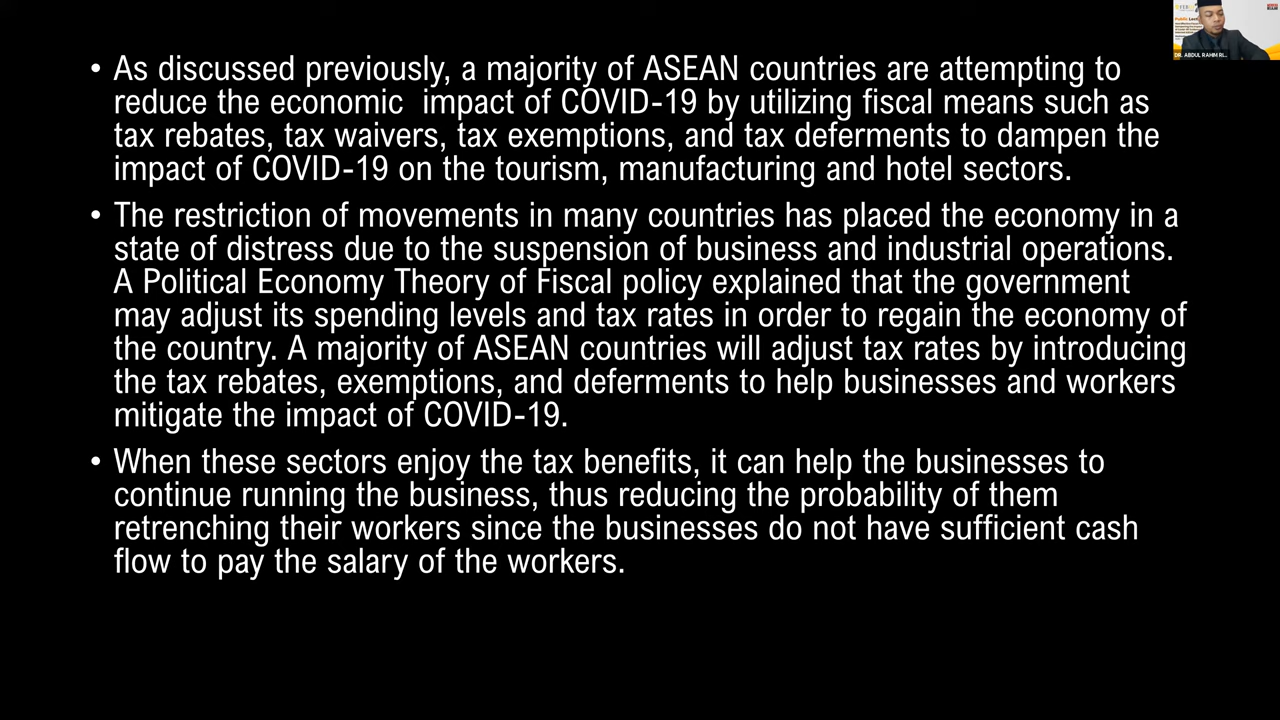 • As discussed previously, a majority of ASEAN countries are attempting to
reduce the economic  impact of COVID-19 by utilizing fiscal means such as
tax rebates, tax waivers, tax exemptions, and tax deferments to dampen the
impact of COVID-19 on the tourism, manufacturing and hotel sectors.
• The restriction of movements in many countries has placed the economy in a
state of distress due to the suspension of business and industrial operations.
A Political Economy Theory of Fiscal policy explained that the government
may adjust its spending levels and tax rates in order to regain the economy of
the country. A majority of ASEAN countries will adjust tax rates by introducing
the tax rebates, exemptions, and deferments to help businesses and workers
mitigate the impact of COVID-19.
• When these sectors enjoy the tax benefits, it can help the businesses to
continue running the business, thus reducing the probability of them
retrenching their workers since the businesses do not have sufficient cash
flow to pay the salary of the workers.
Public Lect
DR. ABDUL RAHIM RI...